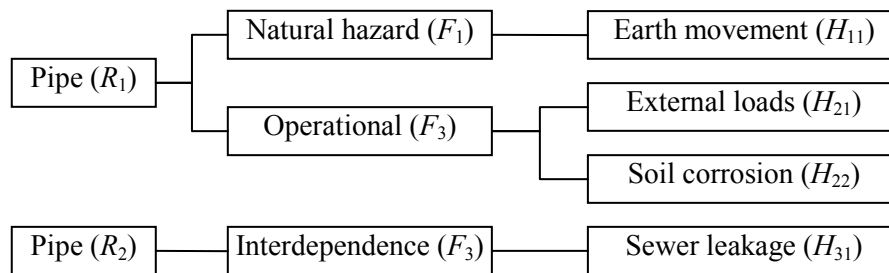 Natural hazard (F₁)
Earth movement (H₁₁)
Pipe (R₁)
External loads (H₂₁)
Operational (F₃)
Soil corrosion (H₂₂)
Pipe (R₂)
Interdependence (F₃)
Sewer leakage (H₃₁)